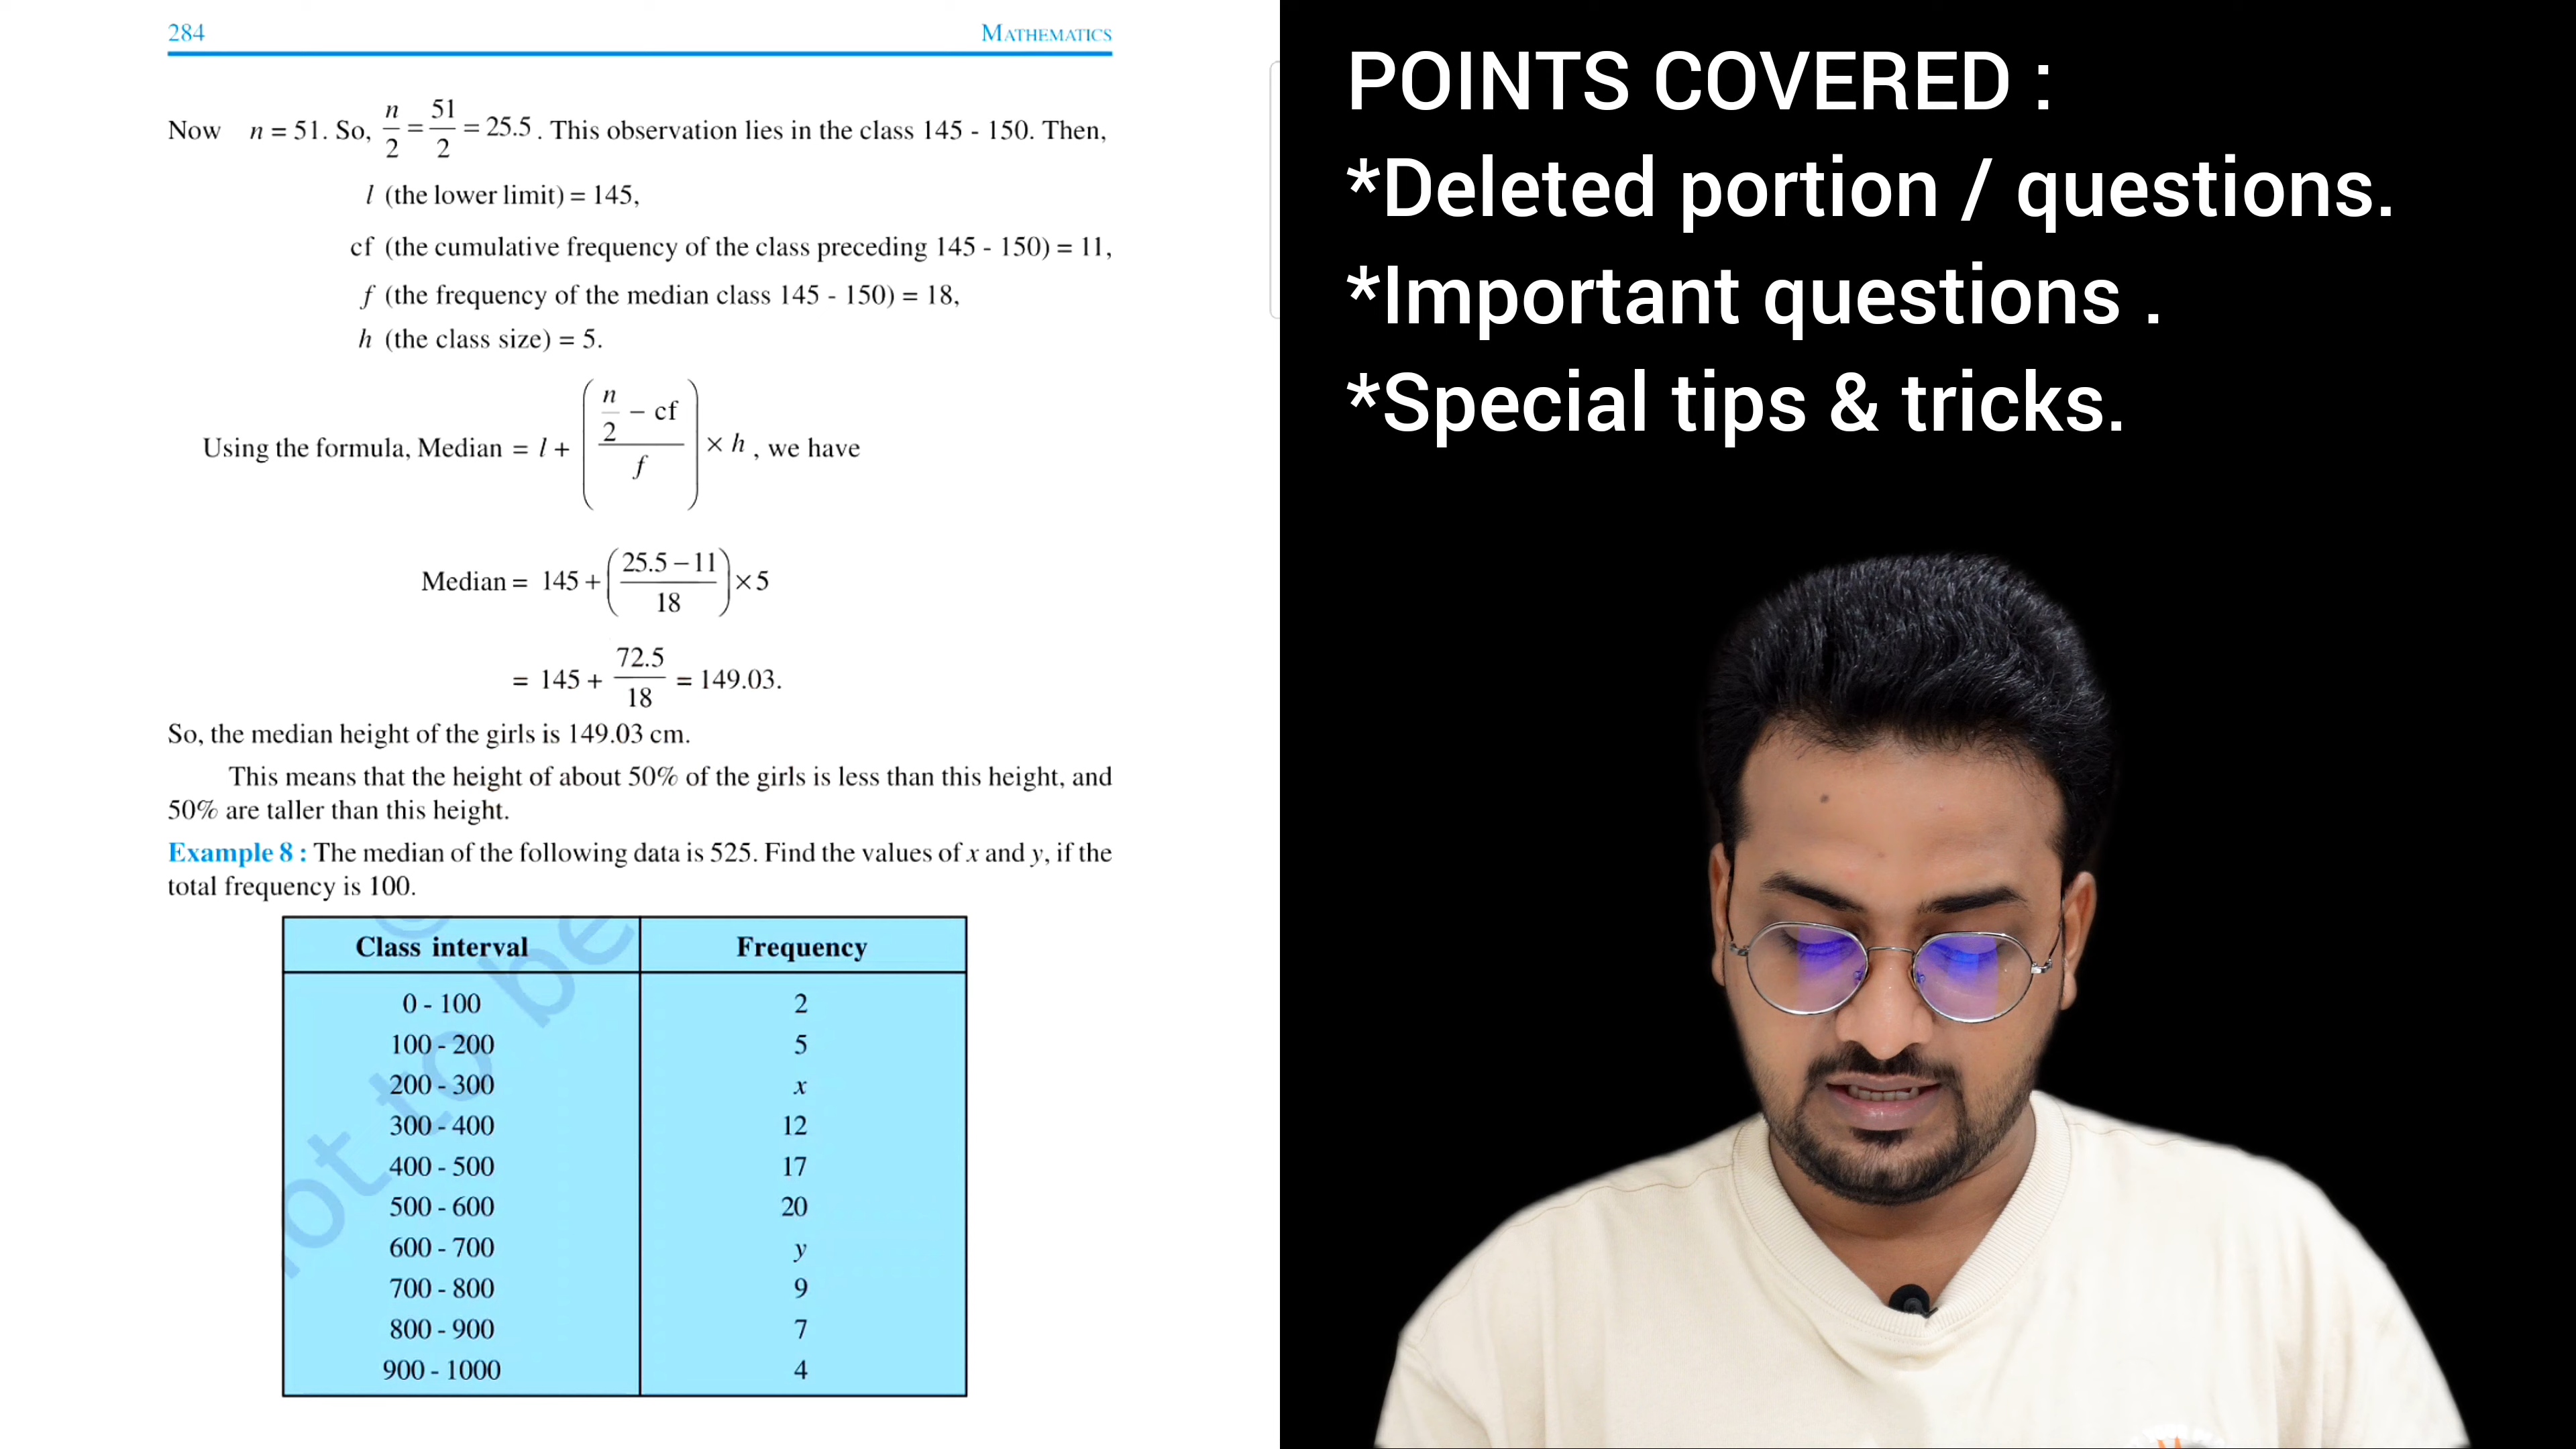 284 MATHEMATICS
Now n = 51. So, n/2 = 51/2 = 25.5 . This observation lies in the class 145 - 150. Then,
l (the lower limit) = 145,
cf (the cumulative frequency of the class preceding 145 - 150) = 11,
f (the frequency of the median class 145 - 150) = 18,
h (the class size) = 5.
Using the formula, Median = l + ((n/2 − cf)/f) × h , we have
Median = 145 + ((25.5 − 11)/18) × 5
= 145 + 72.5/18 = 149.03.
So, the median height of the girls is 149.03 cm.
This means that the height of about 50% of the girls is less than this height, and
50% are taller than this height.
Example 8 : The median of the following data is 525. Find the values of x and y, if the
total frequency is 100.
Class interval Frequency
0 - 100 2
100 - 200 5
200 - 300 x
300 - 400 12
400 - 500 17
500 - 600 20
600 - 700 y
700 - 800 9
800 - 900 7
900 - 1000 4
not to be
POINTS COVERED :
*Deleted portion / questions.
*Important questions .
*Special tips & tricks.